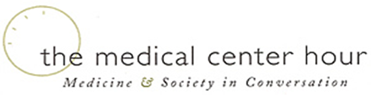 the medical center hour
Medicine & Society in Conversation